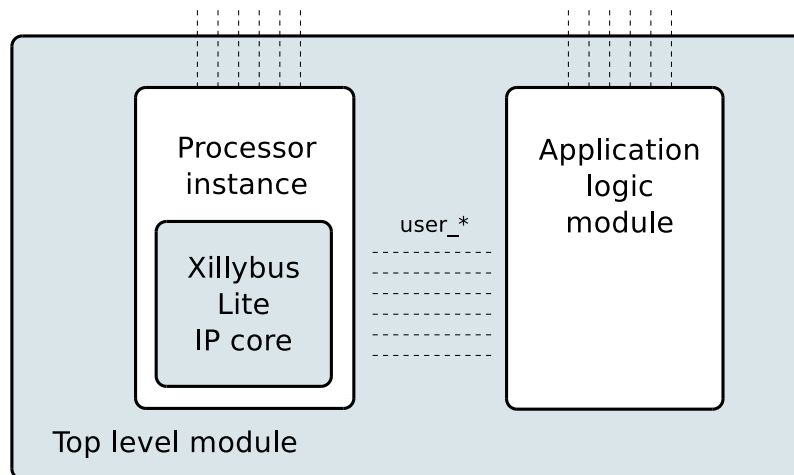 Processor
instance
Application
logic
module
user_*
Xillybus
Lite
IP core
Top level module